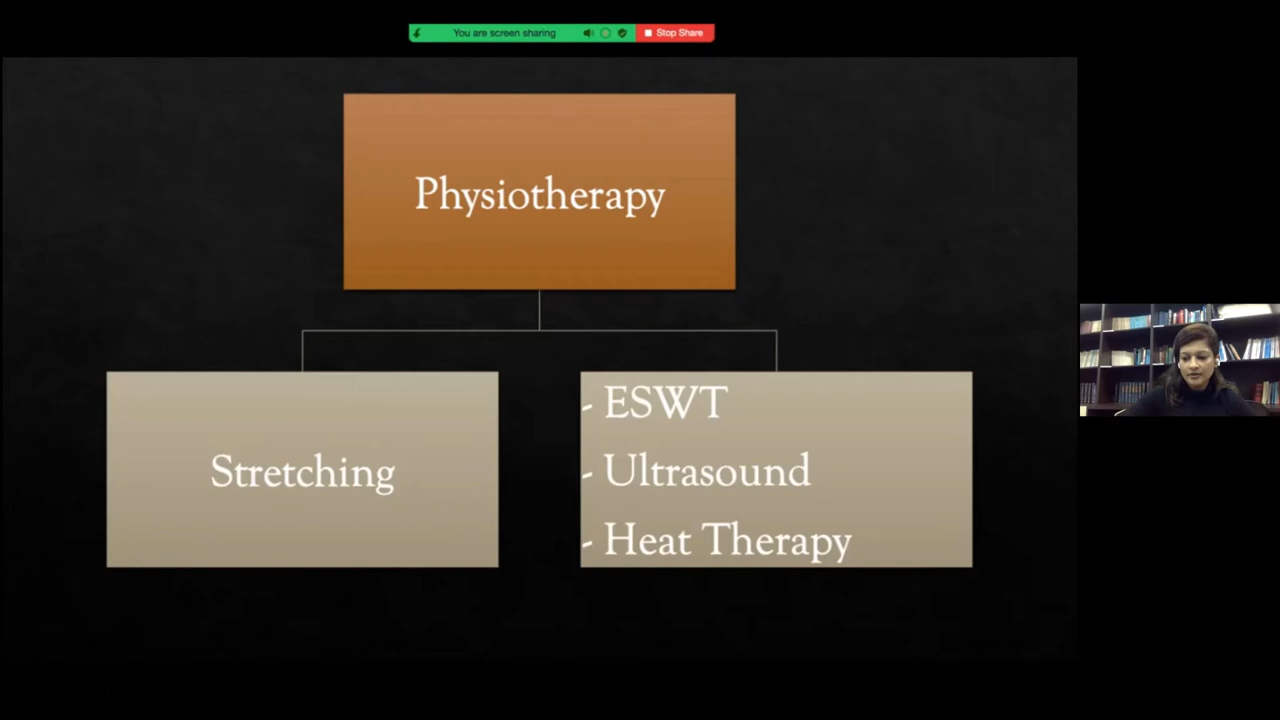 You are screen sharing
Stop Share
Physiotherapy
Stretching
- ESWT
- Ultrasound
- Heat Therapy